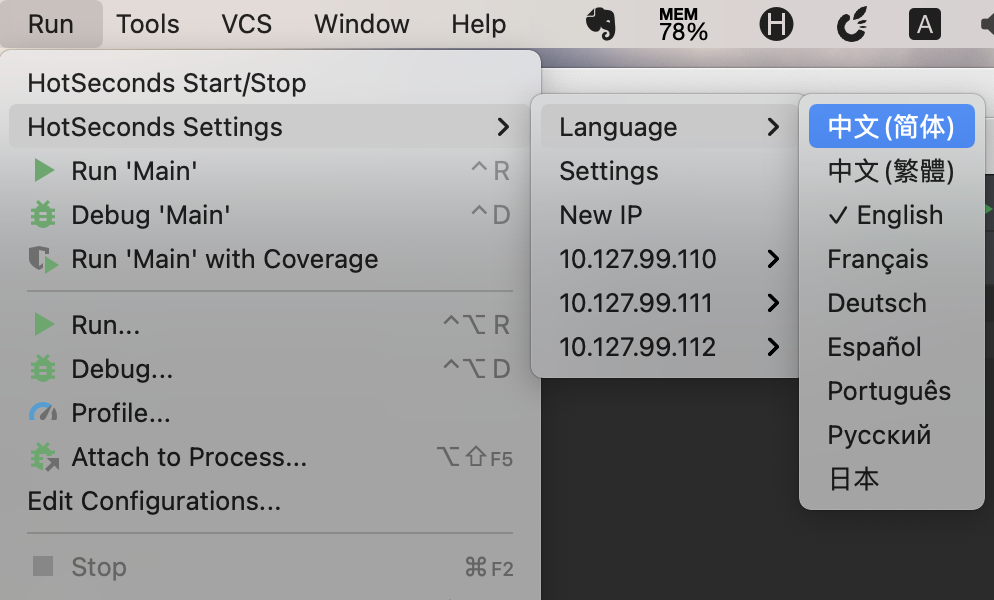 Run Tools VCS Window Help MEM 78% H A
HotSeconds Start/Stop
HotSeconds Settings
Run 'Main' ^ R
Debug 'Main' ^ D
Run 'Main' with Coverage
Run... ^⌥ R
Debug... ^⌥ D
Profile...
Attach to Process... ⌥⇧F5
Edit Configurations...
Stop ⌘F2
Language
Settings
New IP
10.127.99.110
10.127.99.111
10.127.99.112
中文(简体)
中文(繁體)
✓ English
Français
Deutsch
Español
Português
Русский
日本